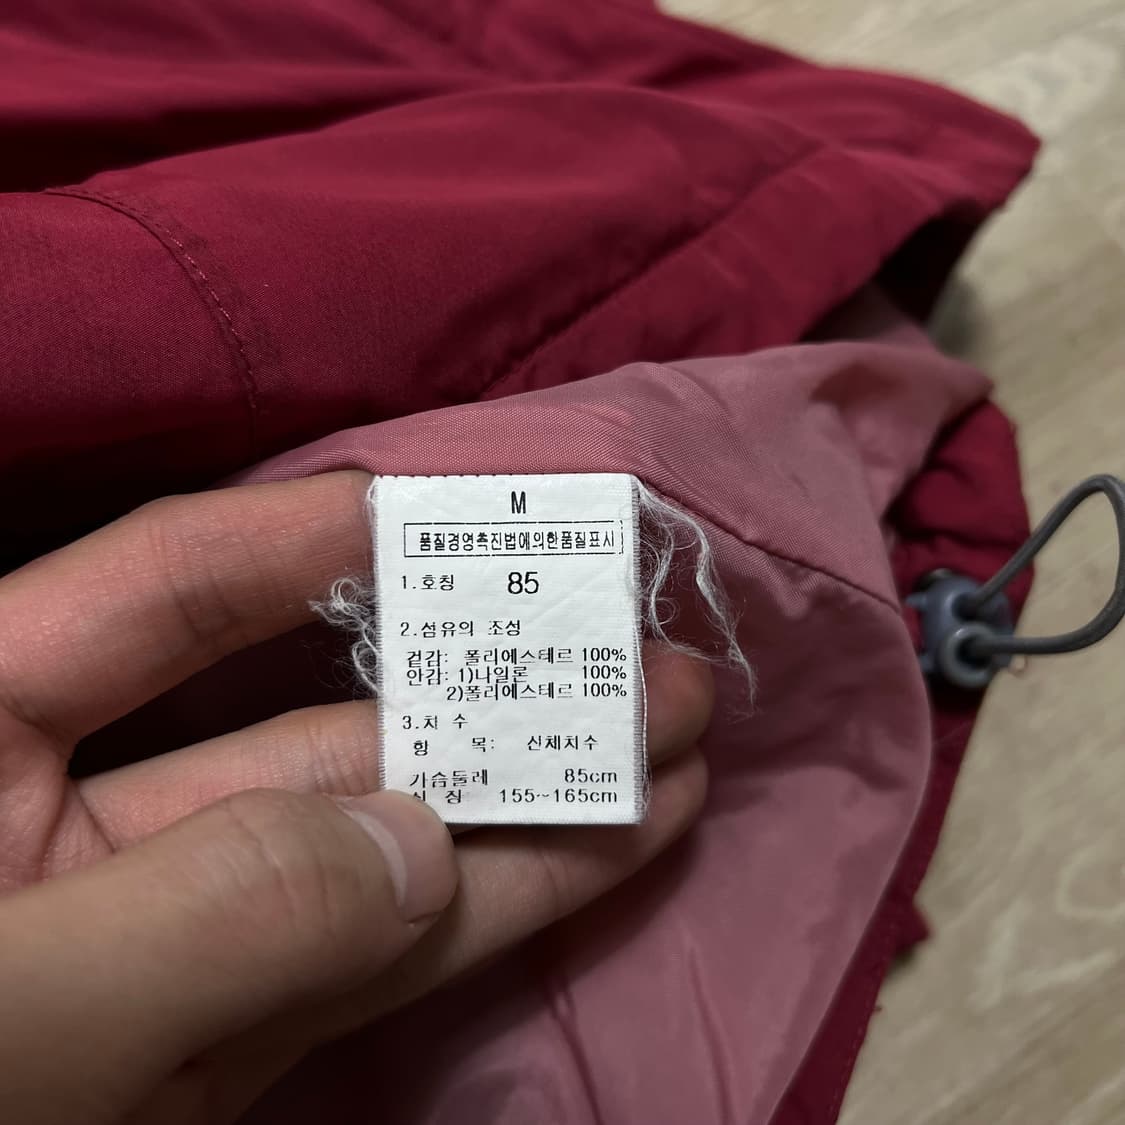 M
품질경영촉진법에의한품질표시
1.호칭 85
2.섬유의 조성
겉감: 폴리에스테르 100%
안감: 1)나일론 100%
2)폴리에스테르 100%
3.치 수
항 목: 신체치수
가슴둘레 85cm
신 장 155~165cm